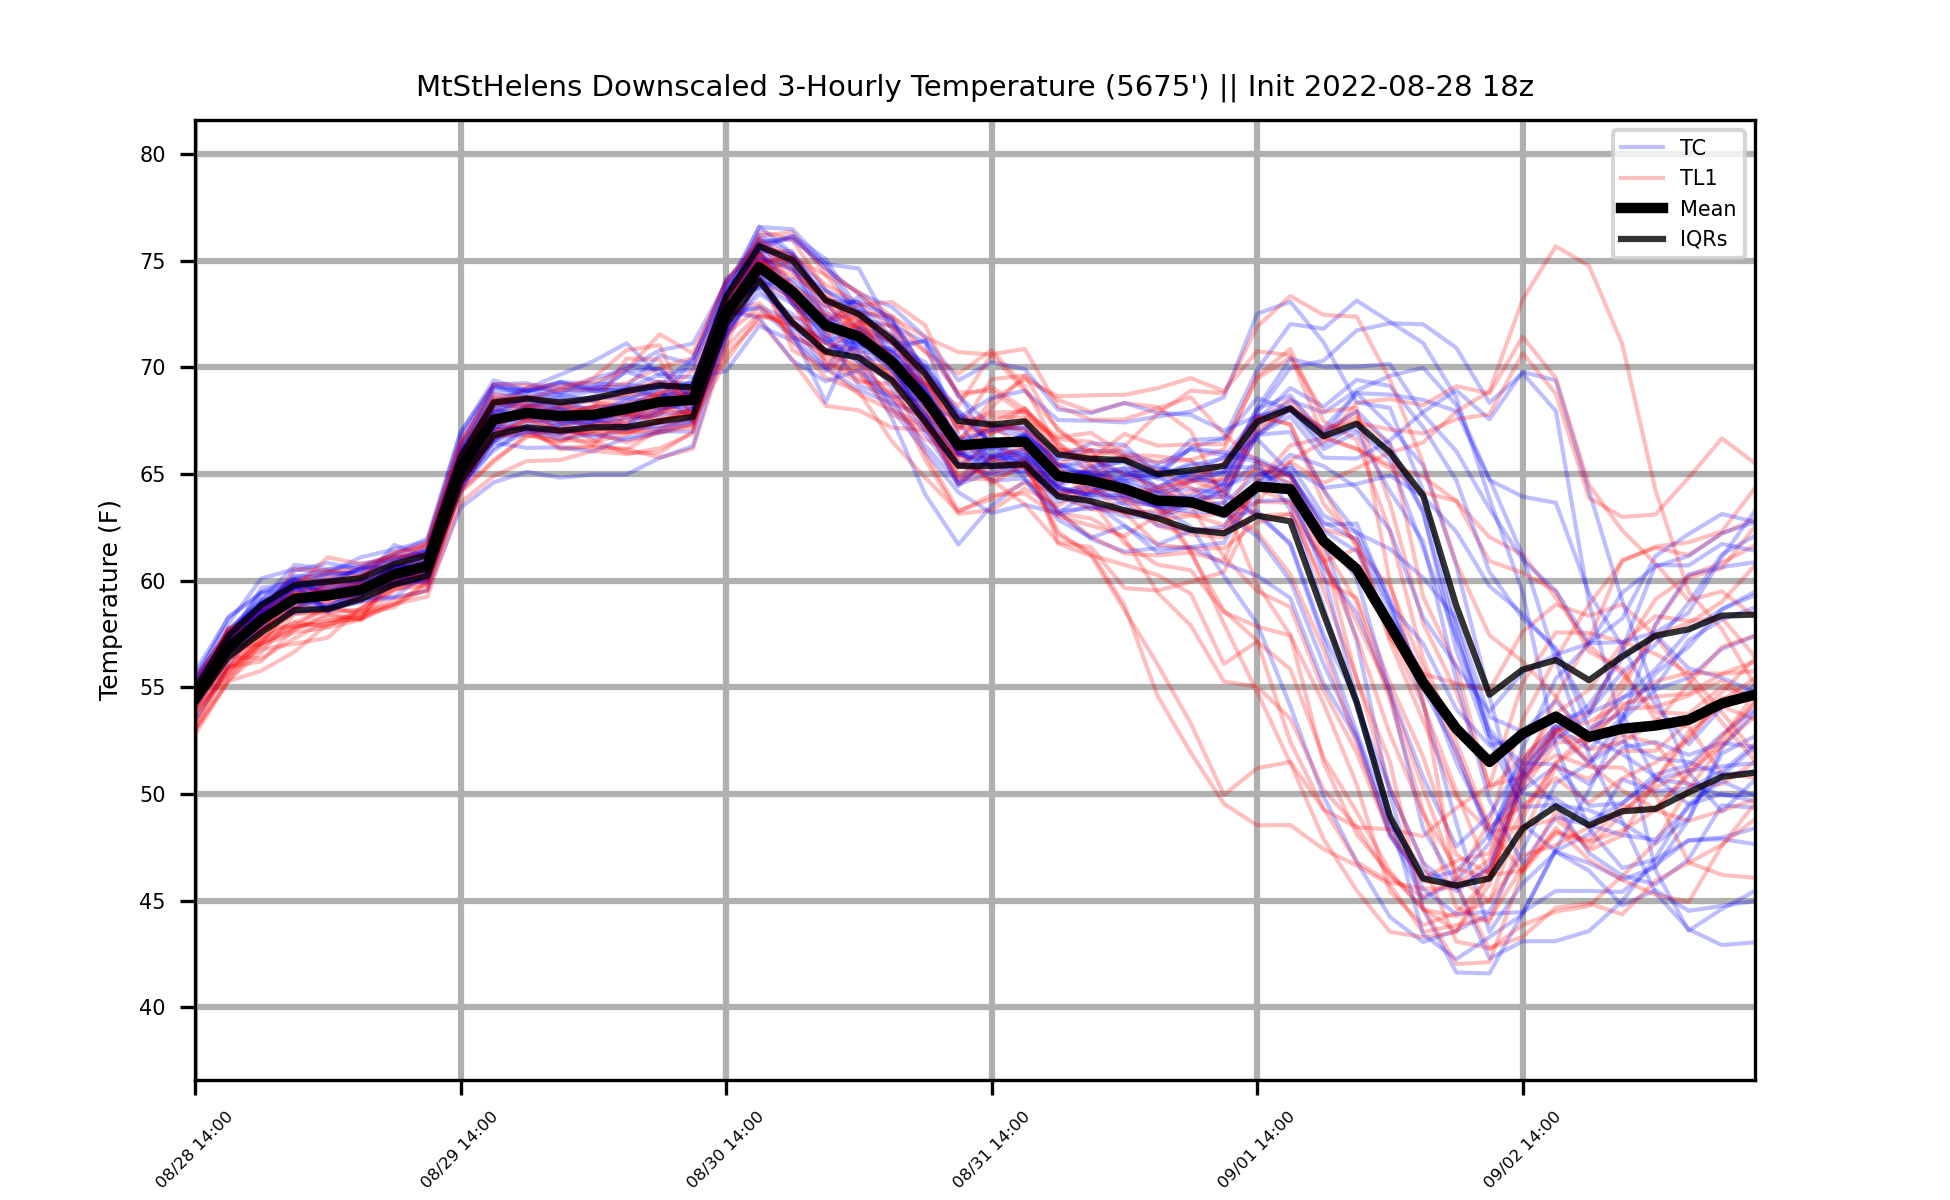 MtStHelens Downscaled 3-Hourly Temperature (5675') || Init 2022-08-28 18z
TC
TL1
Mean
IQRs
Temperature (F)
80
75
70
65
60
55
50
45
40
08/28 14:00
08/29 14:00
08/30 14:00
08/31 14:00
09/01 14:00
09/02 14:00